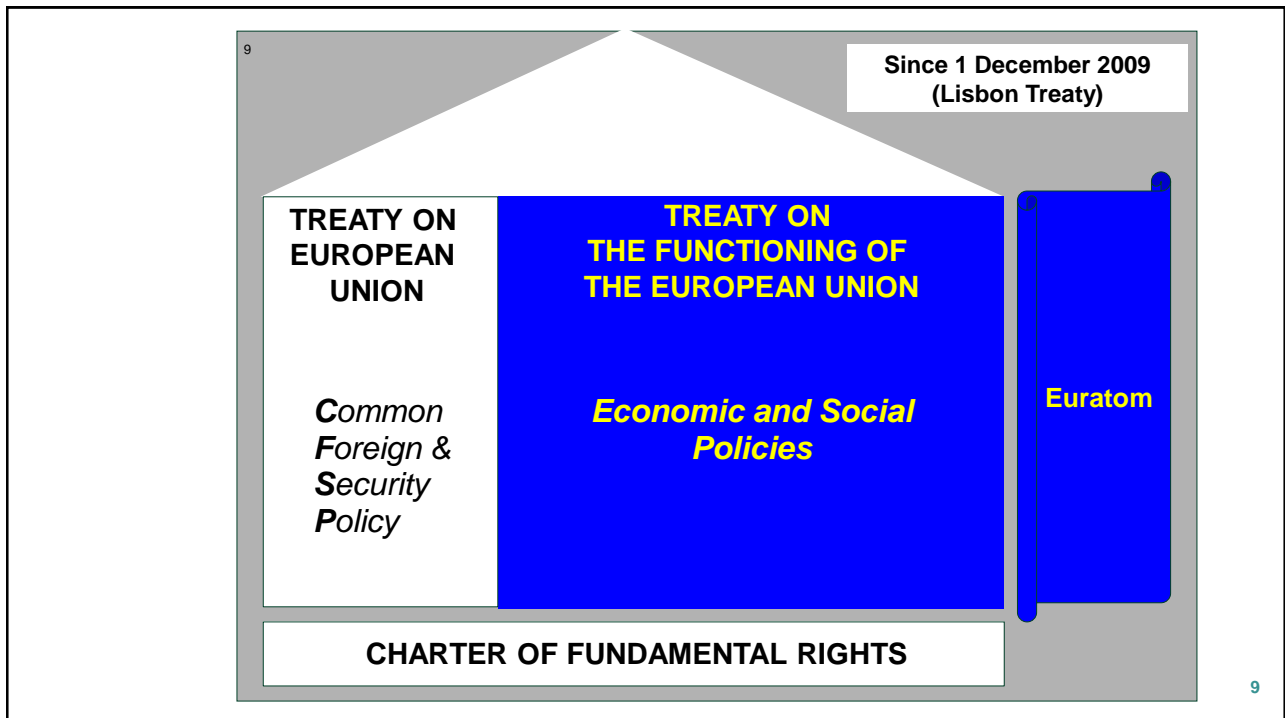 9
Since 1 December 2009
(Lisbon Treaty)
TREATY ON
EUROPEAN
UNION
TREATY ON
THE FUNCTIONING OF
THE EUROPEAN UNION
Common
Foreign &
Security
Policy
Economic and Social
Policies
Euratom
CHARTER OF FUNDAMENTAL RIGHTS
9